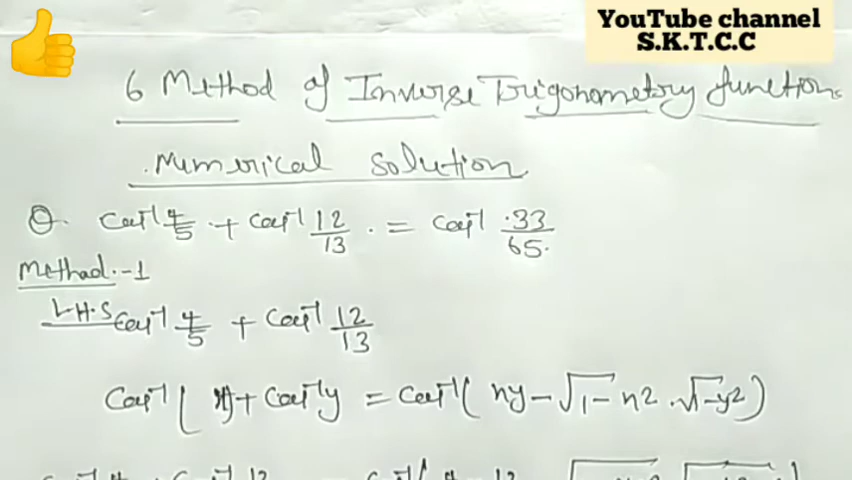 YouTube channel
S.K.T.C.C
6 Method of Inverse Trigonometry function
Numerical solution
Q. Cos⁻¹ 4/5 + Cos⁻¹ 12/13 = Cos⁻¹ 33/65
Method:-1
L.H.S Cos⁻¹ 4/5 + Cos⁻¹ 12/13
Cos⁻¹ x + Cos⁻¹ y = Cos⁻¹( xy - √1-x2 . √1-y2 )